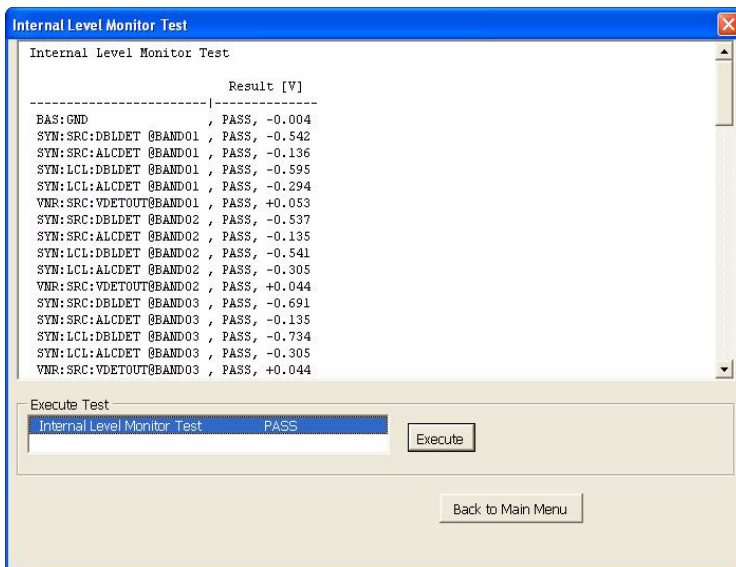 Internal Level Monitor Test
Internal Level Monitor Test
Result [V]
------------------------|--------------
BAS:GND , PASS, -0.004
SYN:SRC:DBLDET @BAND01 , PASS, -0.542
SYN:SRC:ALCDET @BAND01 , PASS, -0.136
SYN:LCL:DBLDET @BAND01 , PASS, -0.595
SYN:LCL:ALCDET @BAND01 , PASS, -0.294
VNR:SRC:VDETOUT@BAND01 , PASS, +0.053
SYN:SRC:DBLDET @BAND02 , PASS, -0.537
SYN:SRC:ALCDET @BAND02 , PASS, -0.135
SYN:LCL:DBLDET @BAND02 , PASS, -0.541
SYN:LCL:ALCDET @BAND02 , PASS, -0.305
VNR:SRC:VDETOUT@BAND02 , PASS, +0.044
SYN:SRC:DBLDET @BAND03 , PASS, -0.691
SYN:SRC:ALCDET @BAND03 , PASS, -0.135
SYN:LCL:DBLDET @BAND03 , PASS, -0.734
SYN:LCL:ALCDET @BAND03 , PASS, -0.305
VNR:SRC:VDETOUT@BAND03 , PASS, +0.044
Execute Test
Internal Level Monitor Test PASS
Execute
Back to Main Menu